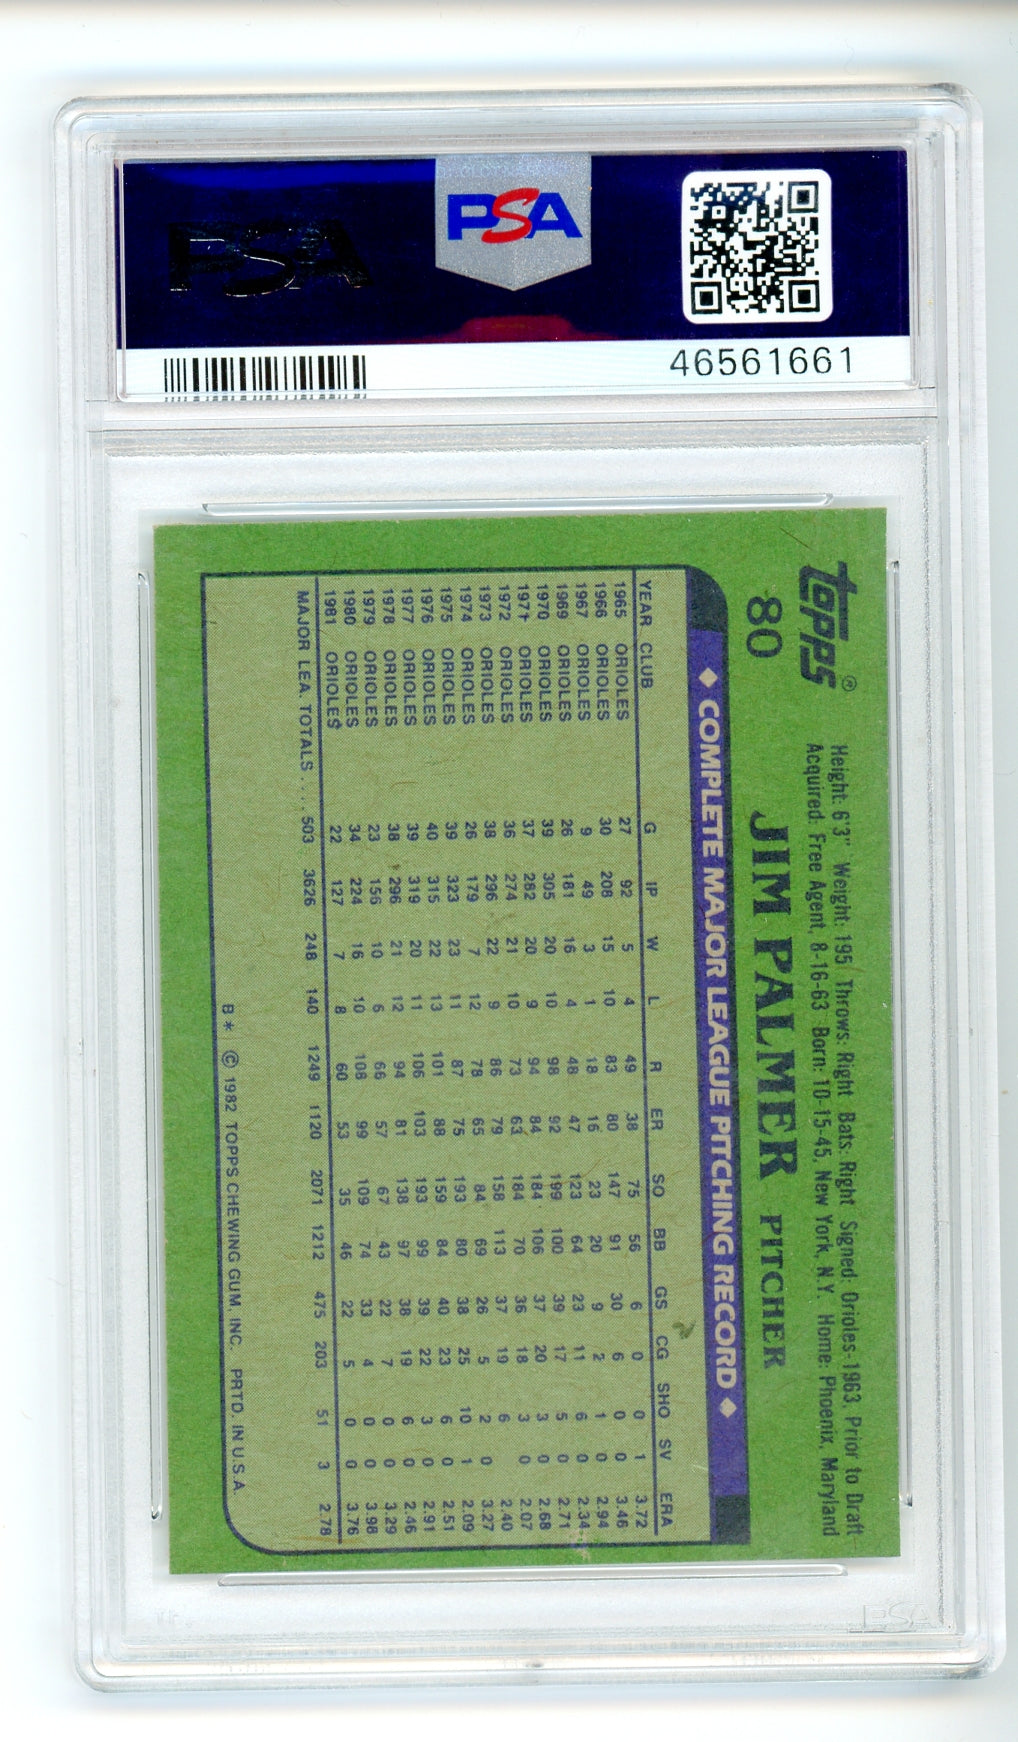 PSA
PSA
46561661
Topps®
80
Height: 6'3" Weight: 195 Throws: Right Bats: Right Signed: Orioles-1963, Prior to Draft
Acquired: Free Agent, 8-16-63 Born: 10-15-45, New York, N.Y. Home: Phoenix, Maryland
JIM PALMER PITCHER
◆ COMPLETE MAJOR LEAGUE PITCHING RECORD ◆
YEAR CLUB G IP W L R ER SO BB GS CG SHO SV ERA
1965 ORIOLES 27 92 5 4 49 38 75 56 6 0 0 1 3.72
1966 ORIOLES 30 208 15 10 83 80 147 91 30 6 0 0 3.46
1967 ORIOLES 9 49 3 1 18 16 23 20 9 2 1 0 2.94
1969 ORIOLES 26 181 16 4 48 47 123 64 23 11 6 0 2.34
1970 ORIOLES 39 305 20 10 98 92 199 100 39 17 5 0 2.71
1971 ORIOLES 37 282 20 9 94 84 184 106 37 20 3 0 2.68
1972 ORIOLES 36 274 21 10 73 63 184 70 36 18 3 0 2.07
1973 ORIOLES 38 296 22 9 86 79 158 113 37 19 6 2.40
1974 ORIOLES 26 179 7 12 78 65 84 69 26 5 2 0 3.27
1975 ORIOLES 39 323 23 11 87 75 193 80 38 25 10 1 2.09
1976 ORIOLES 40 315 22 13 101 88 159 84 40 23 6 0 2.51
1977 ORIOLES 39 319 20 11 106 103 193 99 39 22 3 0 2.91
1978 ORIOLES 38 296 21 12 94 81 138 97 38 19 6 0 2.46
1979 ORIOLES 23 156 10 6 66 57 67 43 22 7 0 0 3.29
1980 ORIOLES 34 224 16 10 108 99 109 74 33 4 0 0 3.98
1981 ORIOLES 22 127 7 8 60 53 35 46 22 5 0 0 3.76
MAJOR LEA. TOTALS .... 503 3626 248 140 1249 1120 2071 1212 475 203 51 3 2.78
B* © 1982 TOPPS CHEWING GUM, INC. PRTD. IN U.S.A.
PSA